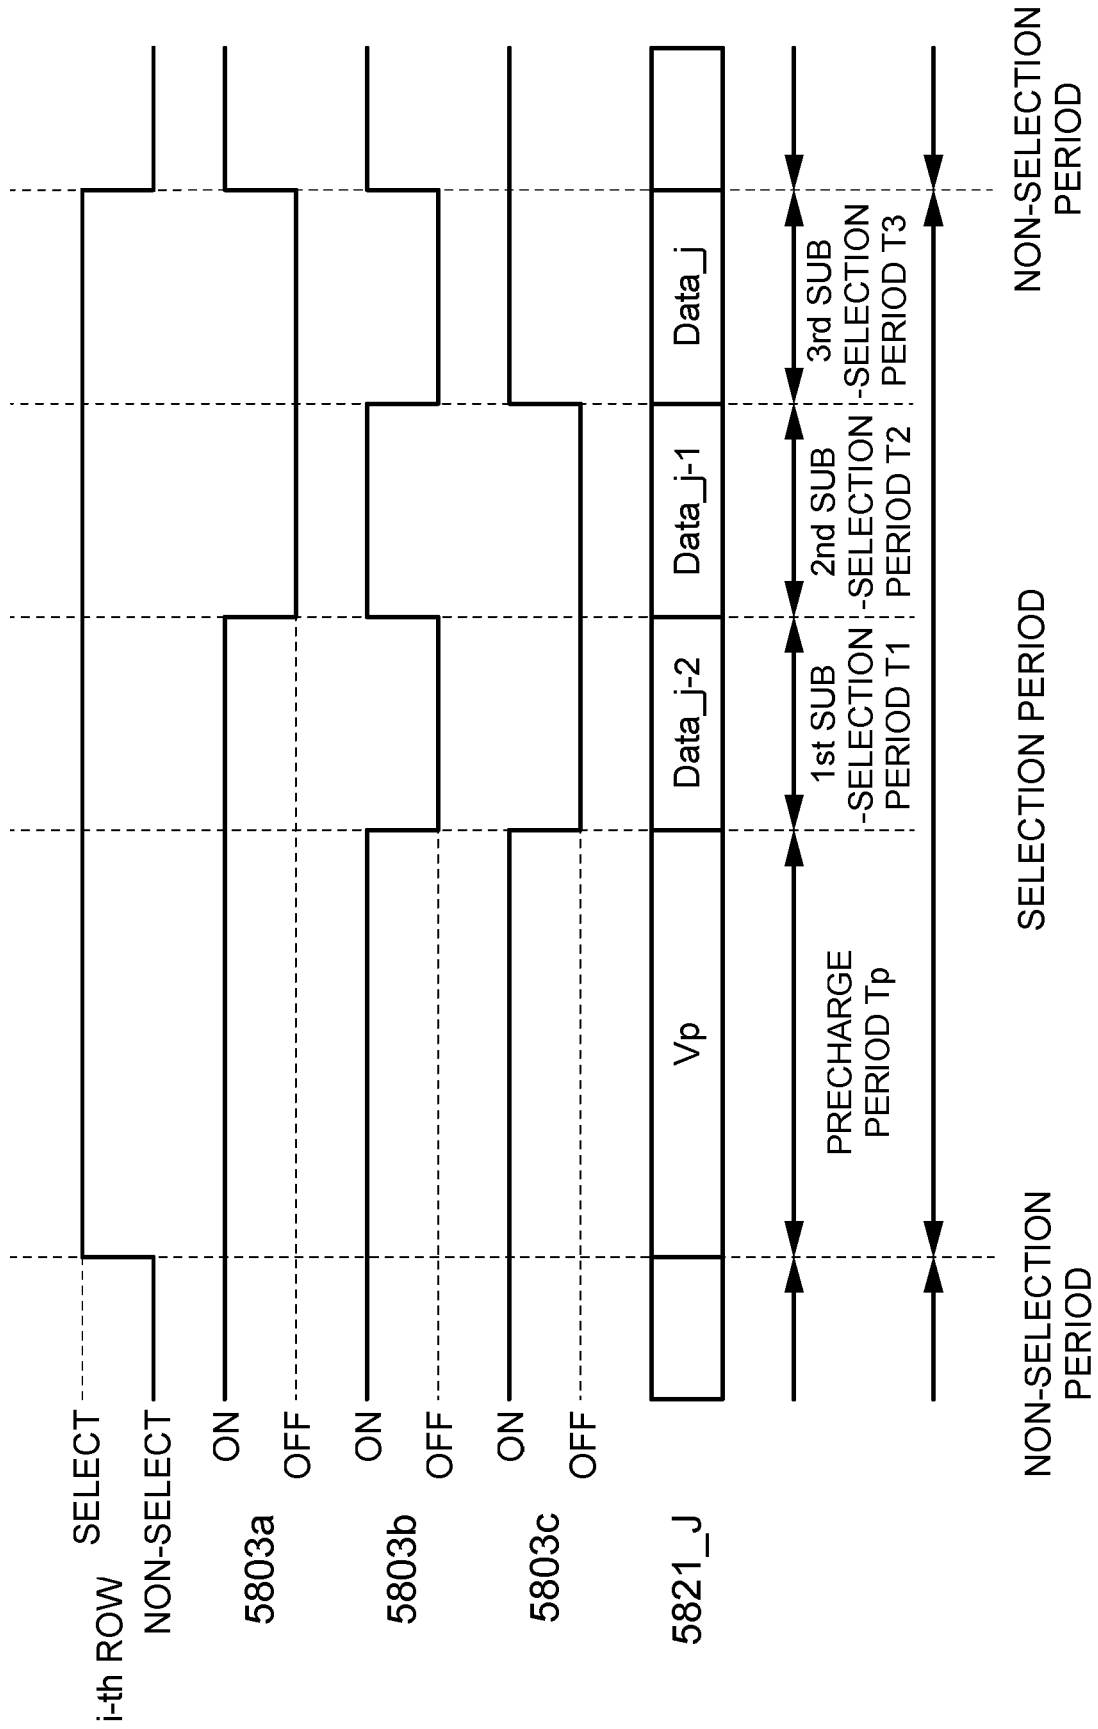 i-th ROW
SELECT
NON-SELECT
5803a
ON
OFF
5803b
ON
OFF
5803c
ON
OFF
5821_J
Vp
Data_j-2
Data_j-1
Data_j
PRECHARGE
PERIOD Tp
1st SUB
-SELECTION
PERIOD T1
2nd SUB
-SELECTION
PERIOD T2
3rd SUB
-SELECTION
PERIOD T3
NON-SELECTION
PERIOD
SELECTION PERIOD
NON-SELECTION
PERIOD